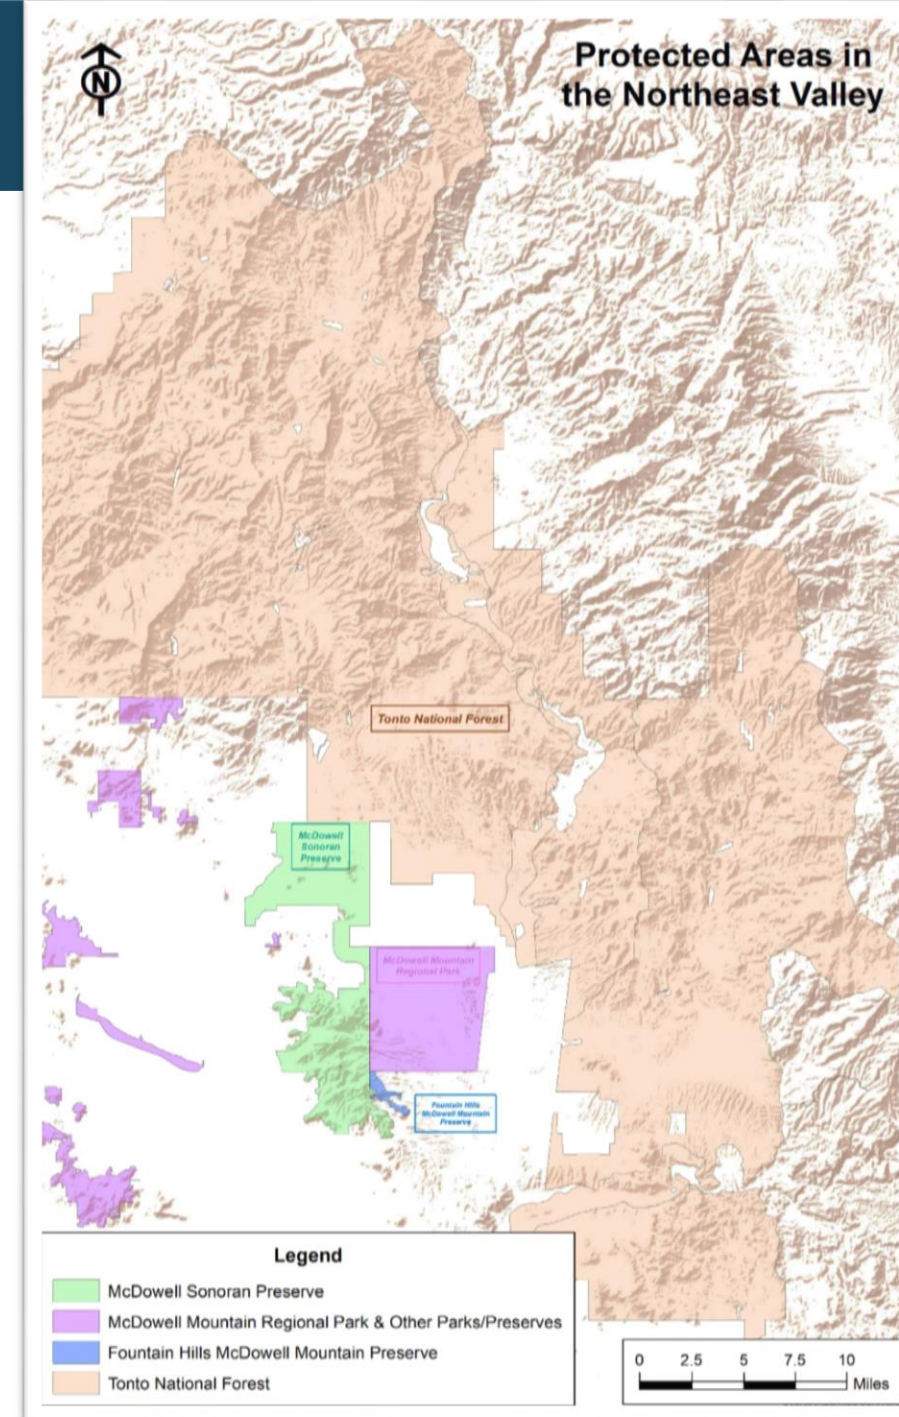 N
Protected Areas in
the Northeast Valley
Tonto National Forest
McDowell
Sonoran
Preserve
McDowell Mountain
Regional Park
Fountain Hills
McDowell Mountain
Preserve
Legend
McDowell Sonoran Preserve
McDowell Mountain Regional Park & Other Parks/Preserves
Fountain Hills McDowell Mountain Preserve
Tonto National Forest
0 2.5 5 7.5 10
Miles